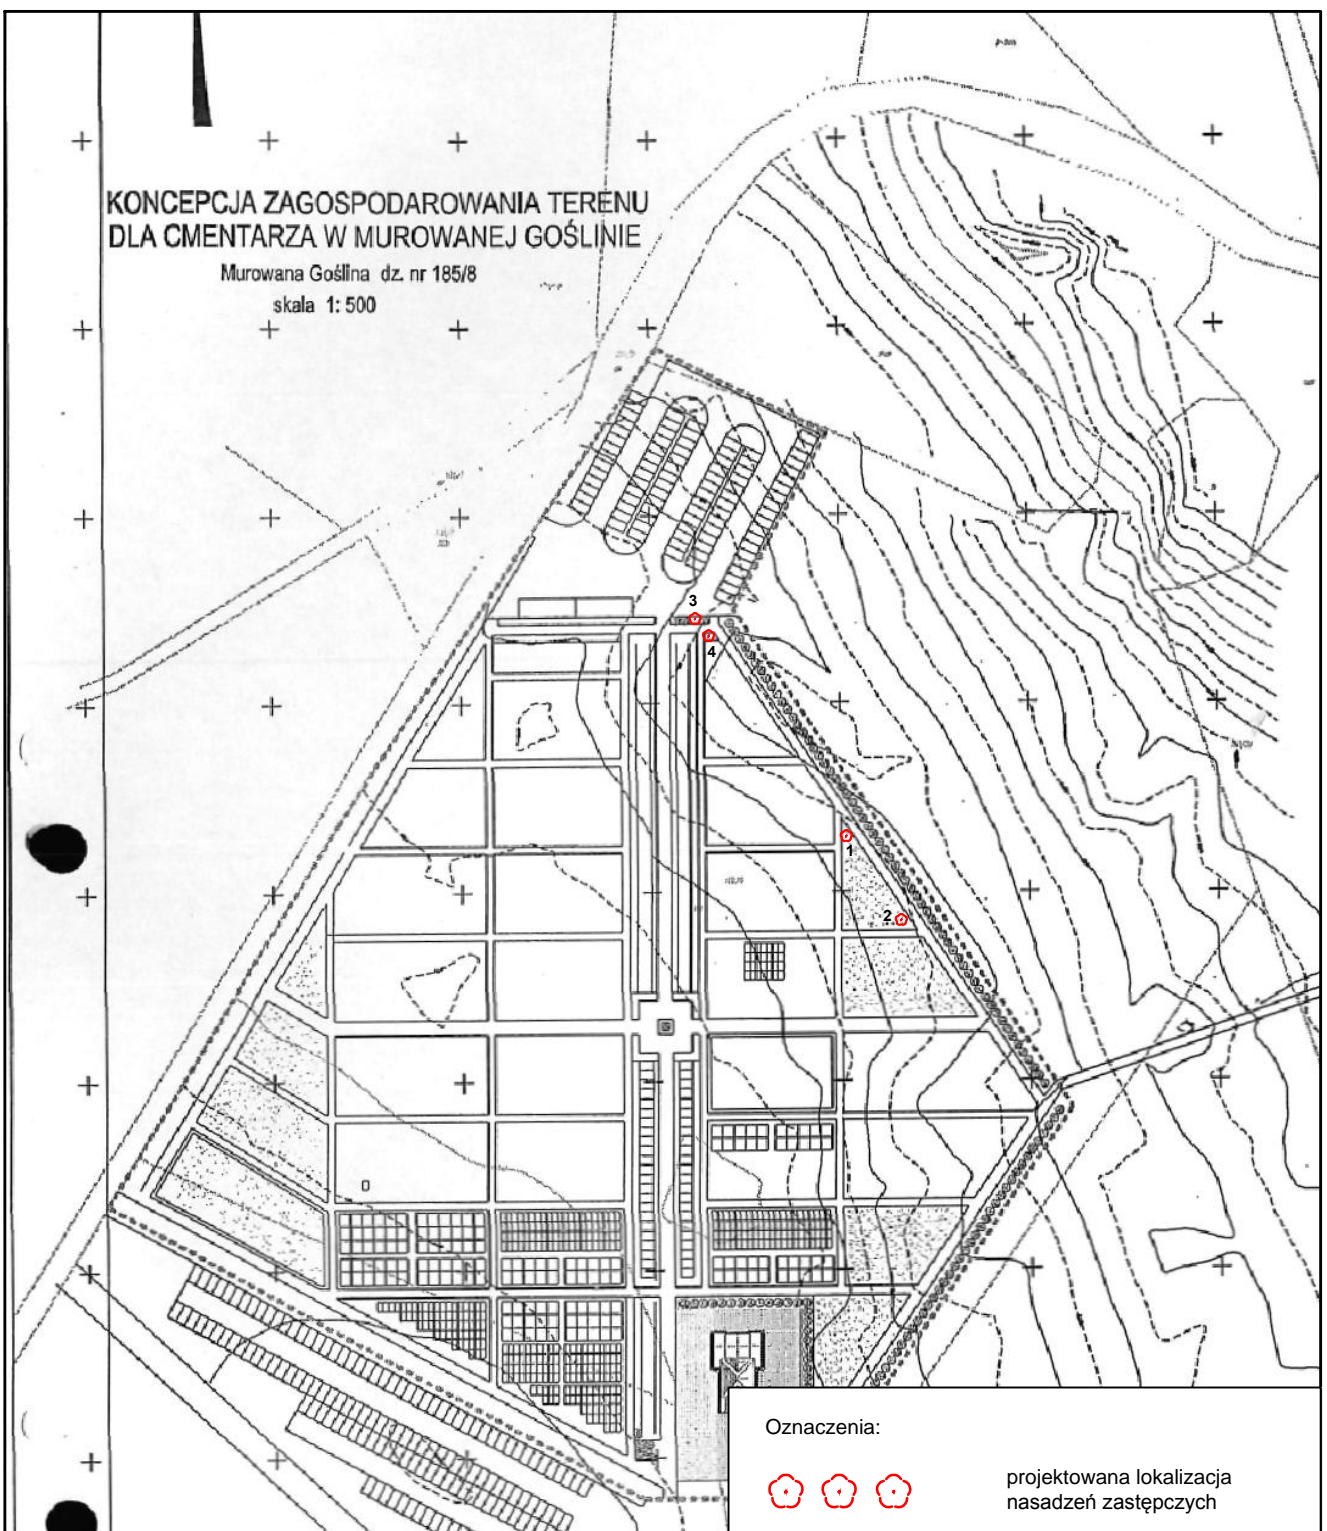 KONCEPCJA ZAGOSPODAROWANIA TERENU
DLA CMENTARZA W MUROWANEJ GOŚLINIE
Murowana Goślina dz. nr 185/8
skala 1: 500
3
4
1
2
Oznaczenia:
projektowana lokalizacja
nasadzeń zastępczych